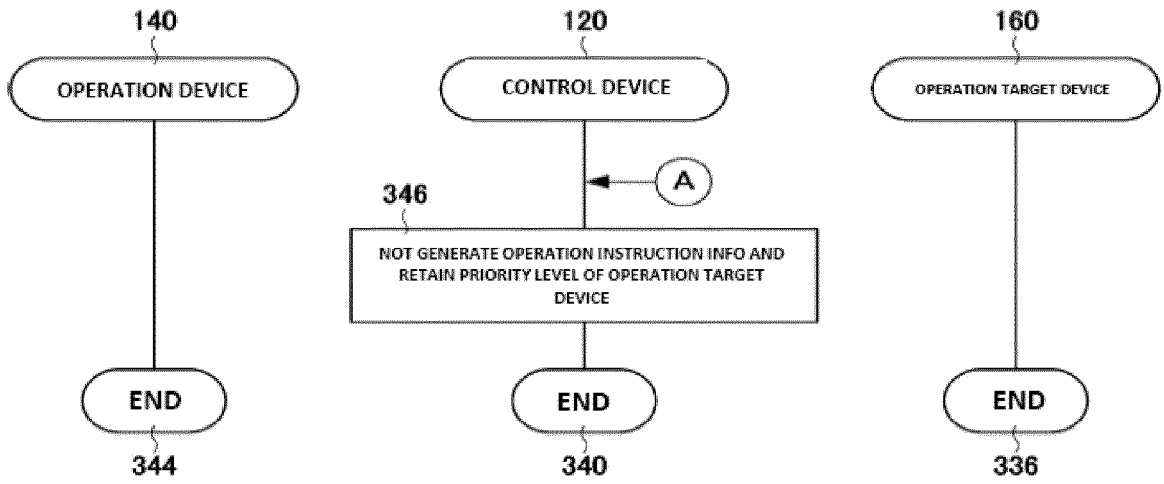 140
120
160
OPERATION DEVICE
CONTROL DEVICE
OPERATION TARGET DEVICE
A
346
NOT GENERATE OPERATION INSTRUCTION INFO AND
RETAIN PRIORITY LEVEL OF OPERATION TARGET
DEVICE
END
END
END
344
340
336